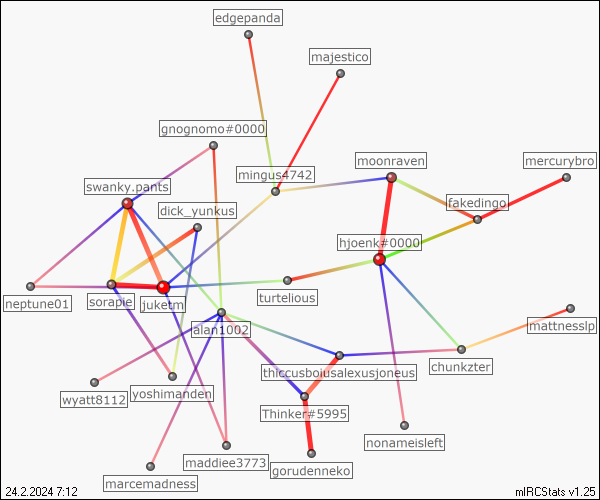 edgepanda
majestico
gnognomo#0000
mercurybro
moonraven
mingus4742
swanky.pants
fakedingo
dick_yunkus
hjoenk#0000
turtelious
neptune01
sorapie
juketm
mattnesslp
alan1002
chunkzter
thiccusboiusalexusjoneus
yoshimanden
wyatt8112
Thinker#5995
nonameisleft
maddiee3773
gorudenneko
marcemadness
24.2.2024 7:12
mIRCStats v1.25